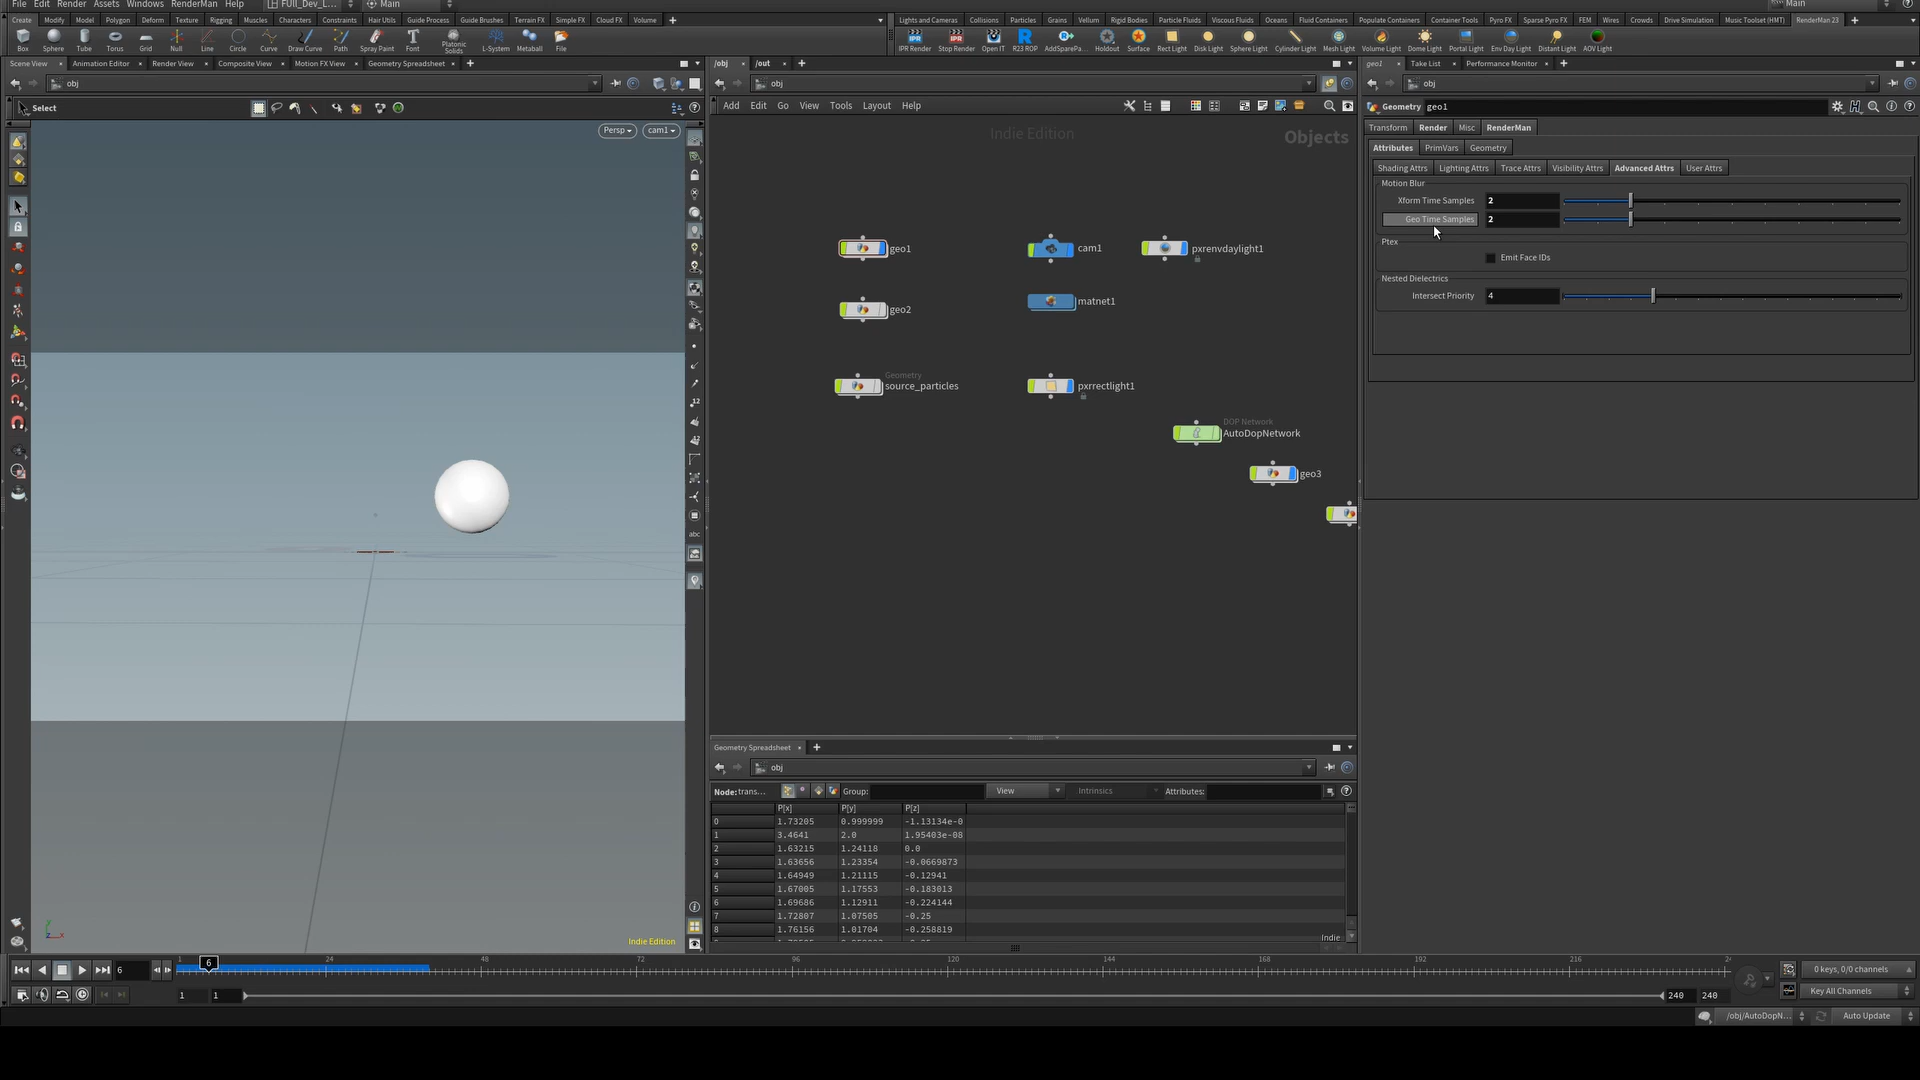 File Edit Render Assets Windows RenderMan Help FUll_Dev_L... Main Main
Create Modify Model Polygon Deform Texture Rigging Muscles Characters Constraints Hair Utils Guide Process Guide Brushes Terrain FX Simple FX Cloud FX Volume
Lights and Cameras Collisions Particles Grains Vellum Rigid Bodies Particle Fluids Viscous Fluids Oceans Fluid Containers Populate Containers Container Tools Pyro FX Sparse Pyro FX FEM Wires Crowds Drive Simulation Music Toolset (HMT) RenderMan 23
Box Sphere Tube Torus Grid Null Line Circle Curve Draw Curve Path Spray Paint Font Platonic Solids L-System Metaball File
IPR Render Stop Render Open IT R23 ROP AddSparePa... Holdout Surface Rect Light Disk Light Sphere Light Cylinder Light Mesh Light Volume Light Dome Light Portal Light Env Day Light Distant Light AOV Light
Scene View Animation Editor Render View Composite View Motion FX View Geometry Spreadsheet
/obj /out
geo1 Take List Performance Monitor
obj
obj
obj
Select
Persp cam1
Add Edit Go View Tools Layout Help
Indie Edition Objects
geo1
cam1
pxrenvdaylight1
geo2
matnet1
Geometry
source_particles
pxrrectlight1
DOP Network
AutoDopNetwork
geo3
Geometry geo1
Transform Render Misc RenderMan
Attributes PrimVars Geometry
Shading Attrs Lighting Attrs Trace Attrs Visibility Attrs Advanced Attrs User Attrs
Motion Blur
Xform Time Samples 2
Geo Time Samples 2
Ptex
Emit Face IDs
Nested Dielectrics
Intersect Priority 4
abc
Indie Edition
Geometry Spreadsheet
obj
Node: trans... Group: View Intrinsics Attributes:
P[x] P[y] P[z]
0 1.73205 0.999999 -1.13134e-0
1 3.4641 2.0 1.95403e-08
2 1.63215 1.24118 0.0
3 1.63656 1.23354 -0.0669873
4 1.64949 1.21115 -0.12941
5 1.67005 1.17553 -0.183013
6 1.69686 1.12911 -0.224144
7 1.72807 1.07505 -0.25
8 1.76156 1.01704 -0.258819
Indie
6 1 6 24 48 72 96 120 144 168 192 216
0 keys, 0/0 channels
1 1 240 240
Key All Channels
/obj/AutoDopN... Auto Update